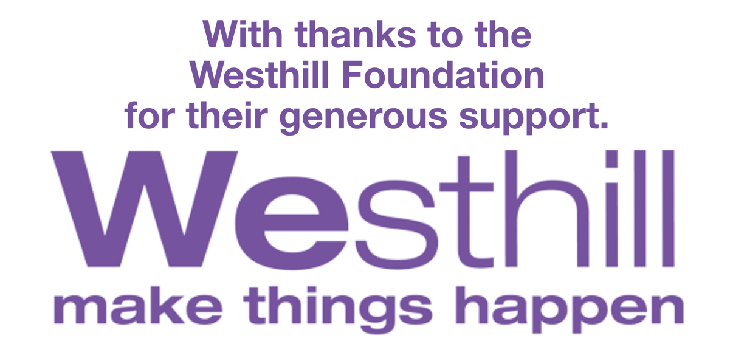 With thanks to the
Westhill Foundation
for their generous support.
Westhill
make things happen